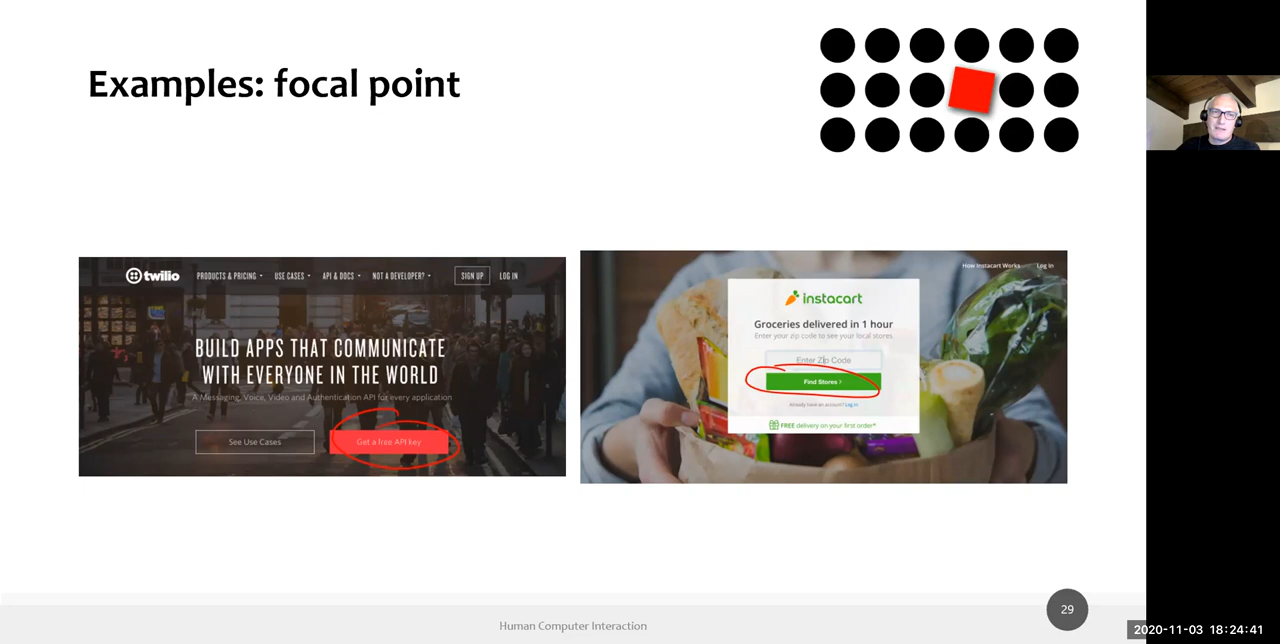 Examples: focal point
twilio
PRODUCTS & PRICING
USE CASES
API & DOCS
NOT A DEVELOPER?
SIGN UP
LOG IN
BUILD APPS THAT COMMUNICATE
WITH EVERYONE IN THE WORLD
A Messaging, Voice, Video and Authentication API for every application
See Use Cases
Get a free API key
How Instacart Works
Log In
instacart
Groceries delivered in 1 hour
Enter your zip code to see your local stores
Enter Zip Code
Find Stores >
Already have an account? Log in
FREE delivery on your first order*
29
Human Computer Interaction
2020-11-03 18:24:41